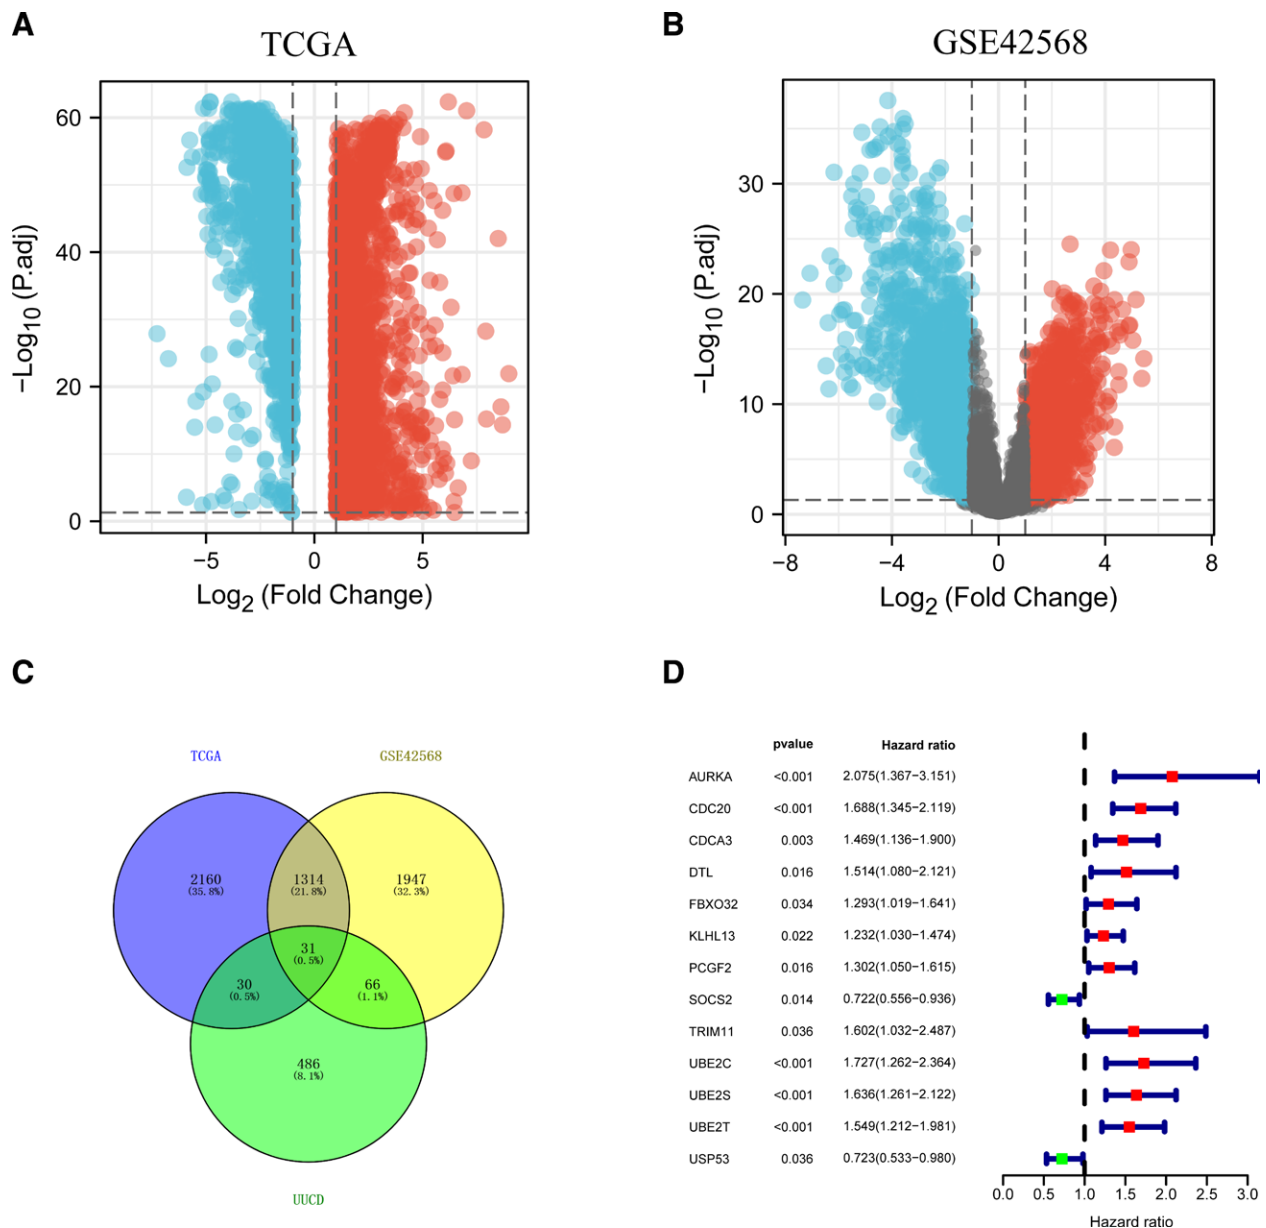 A
TCGA
−Log10 (P.adj)
60
40
20
0
−5 0 5
Log2 (Fold Change)
B
GSE42568
−Log10 (P.adj)
30
20
10
0
−8 −4 0 4 8
Log2 (Fold Change)
C
TCGA GSE42568
2160 1314 1947
(35.8%) (21.8%) (32.3%)
31
(0.5%)
30 66
(0.5%) (1.1%)
486
(8.1%)
UUCD
D
pvalue Hazard ratio
AURKA <0.001 2.075(1.367−3.151)
CDC20 <0.001 1.688(1.345−2.119)
CDCA3 0.003 1.469(1.136−1.900)
DTL 0.016 1.514(1.080−2.121)
FBXO32 0.034 1.293(1.019−1.641)
KLHL13 0.022 1.232(1.030−1.474)
PCGF2 0.016 1.302(1.050−1.615)
SOCS2 0.014 0.722(0.556−0.936)
TRIM11 0.036 1.602(1.032−2.487)
UBE2C <0.001 1.727(1.262−2.364)
UBE2S <0.001 1.636(1.261−2.122)
UBE2T <0.001 1.549(1.212−1.981)
USP53 0.036 0.723(0.533−0.980)
0.0 0.5 1.0 1.5 2.0 2.5 3.0
Hazard ratio